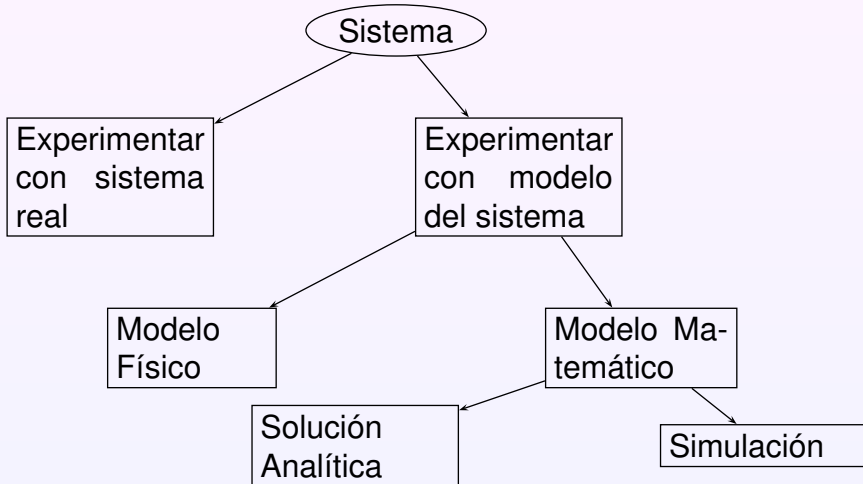 Sistema
Experimentar
con sistema
real
Experimentar
con modelo
del sistema
Modelo
Físico
Modelo Ma-
temático
Solución
Analítica
Simulación